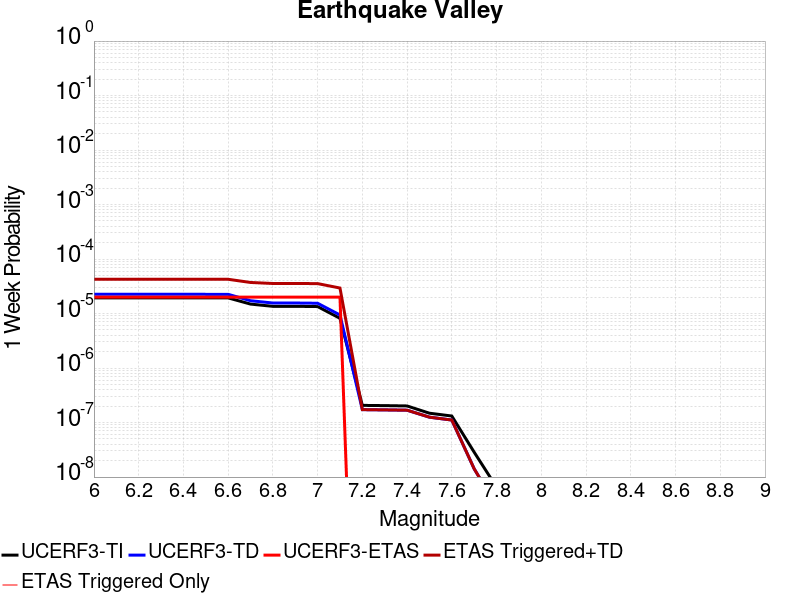 Earthquake Valley
10^0
10^-1
10^-2
10^-3
10^-4
10^-5
10^-6
10^-7
10^-8
1 Week Probability
6 6.2 6.4 6.6 6.8 7 7.2 7.4 7.6 7.8 8 8.2 8.4 8.6 8.8 9
Magnitude
UCERF3-TI UCERF3-TD UCERF3-ETAS ETAS Triggered+TD
ETAS Triggered Only